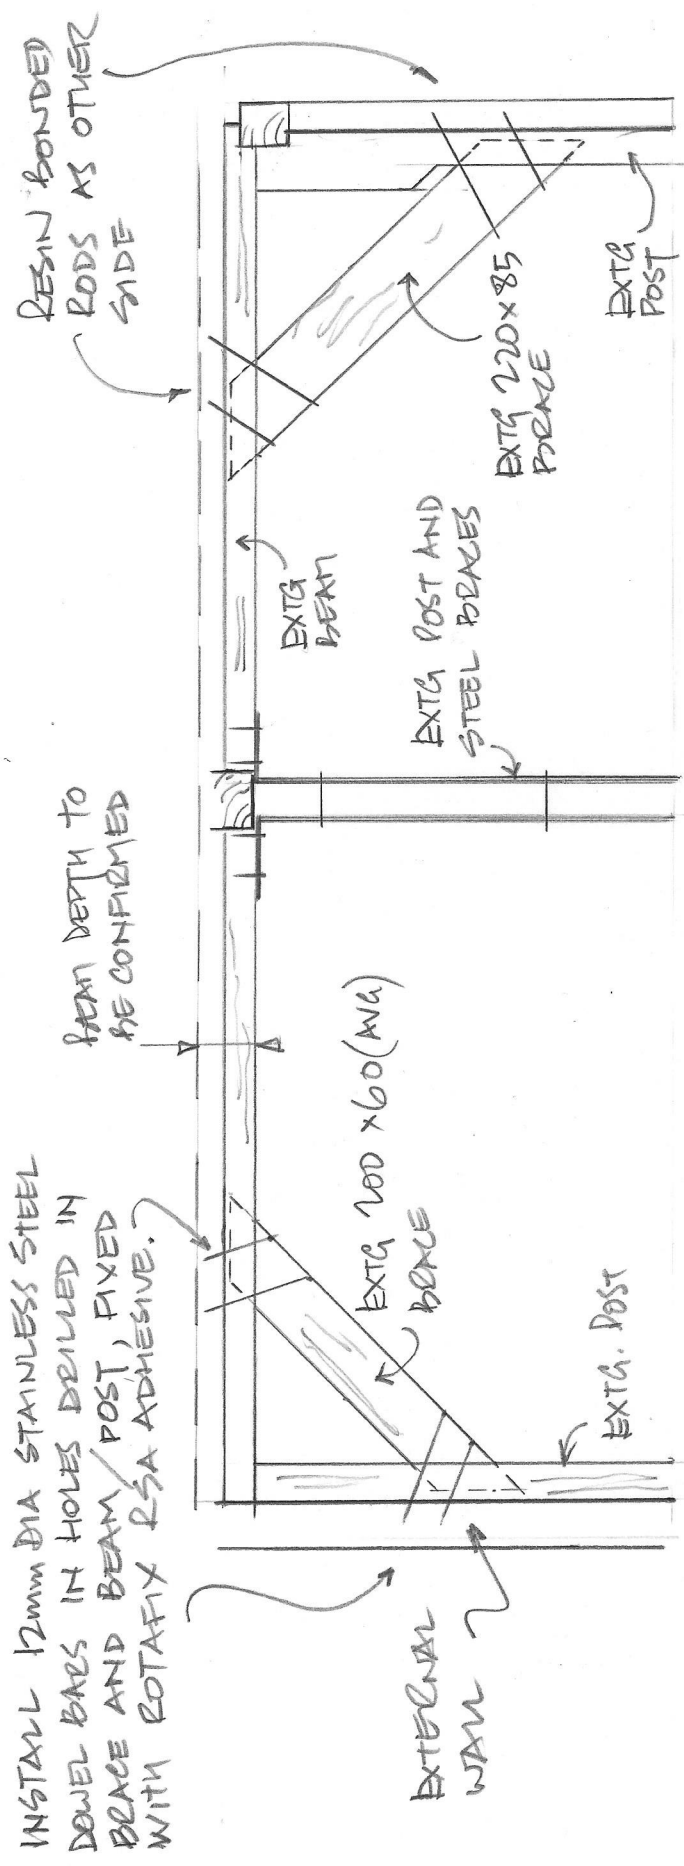 INSTALL 12mm DIA STAINLESS STEEL
DOWEL BARS IN HOLES DRILLED IN
BRACE AND BEAM/POST, FIXED
WITH ROTAFIX RSA ADHESIVE.
BEAM DEPTH TO
BE CONFIRMED
RESIN BONDED
RODS AS OTHER
SIDE
EXTERNAL
WALL
EXTG 200 x 60 (AVG)
BRACE
EXTG. POST
EXTG
BEAM
EXTG POST AND
STEEL BRACES
EXTG 220 x 85
BRACE
EXTG
POST